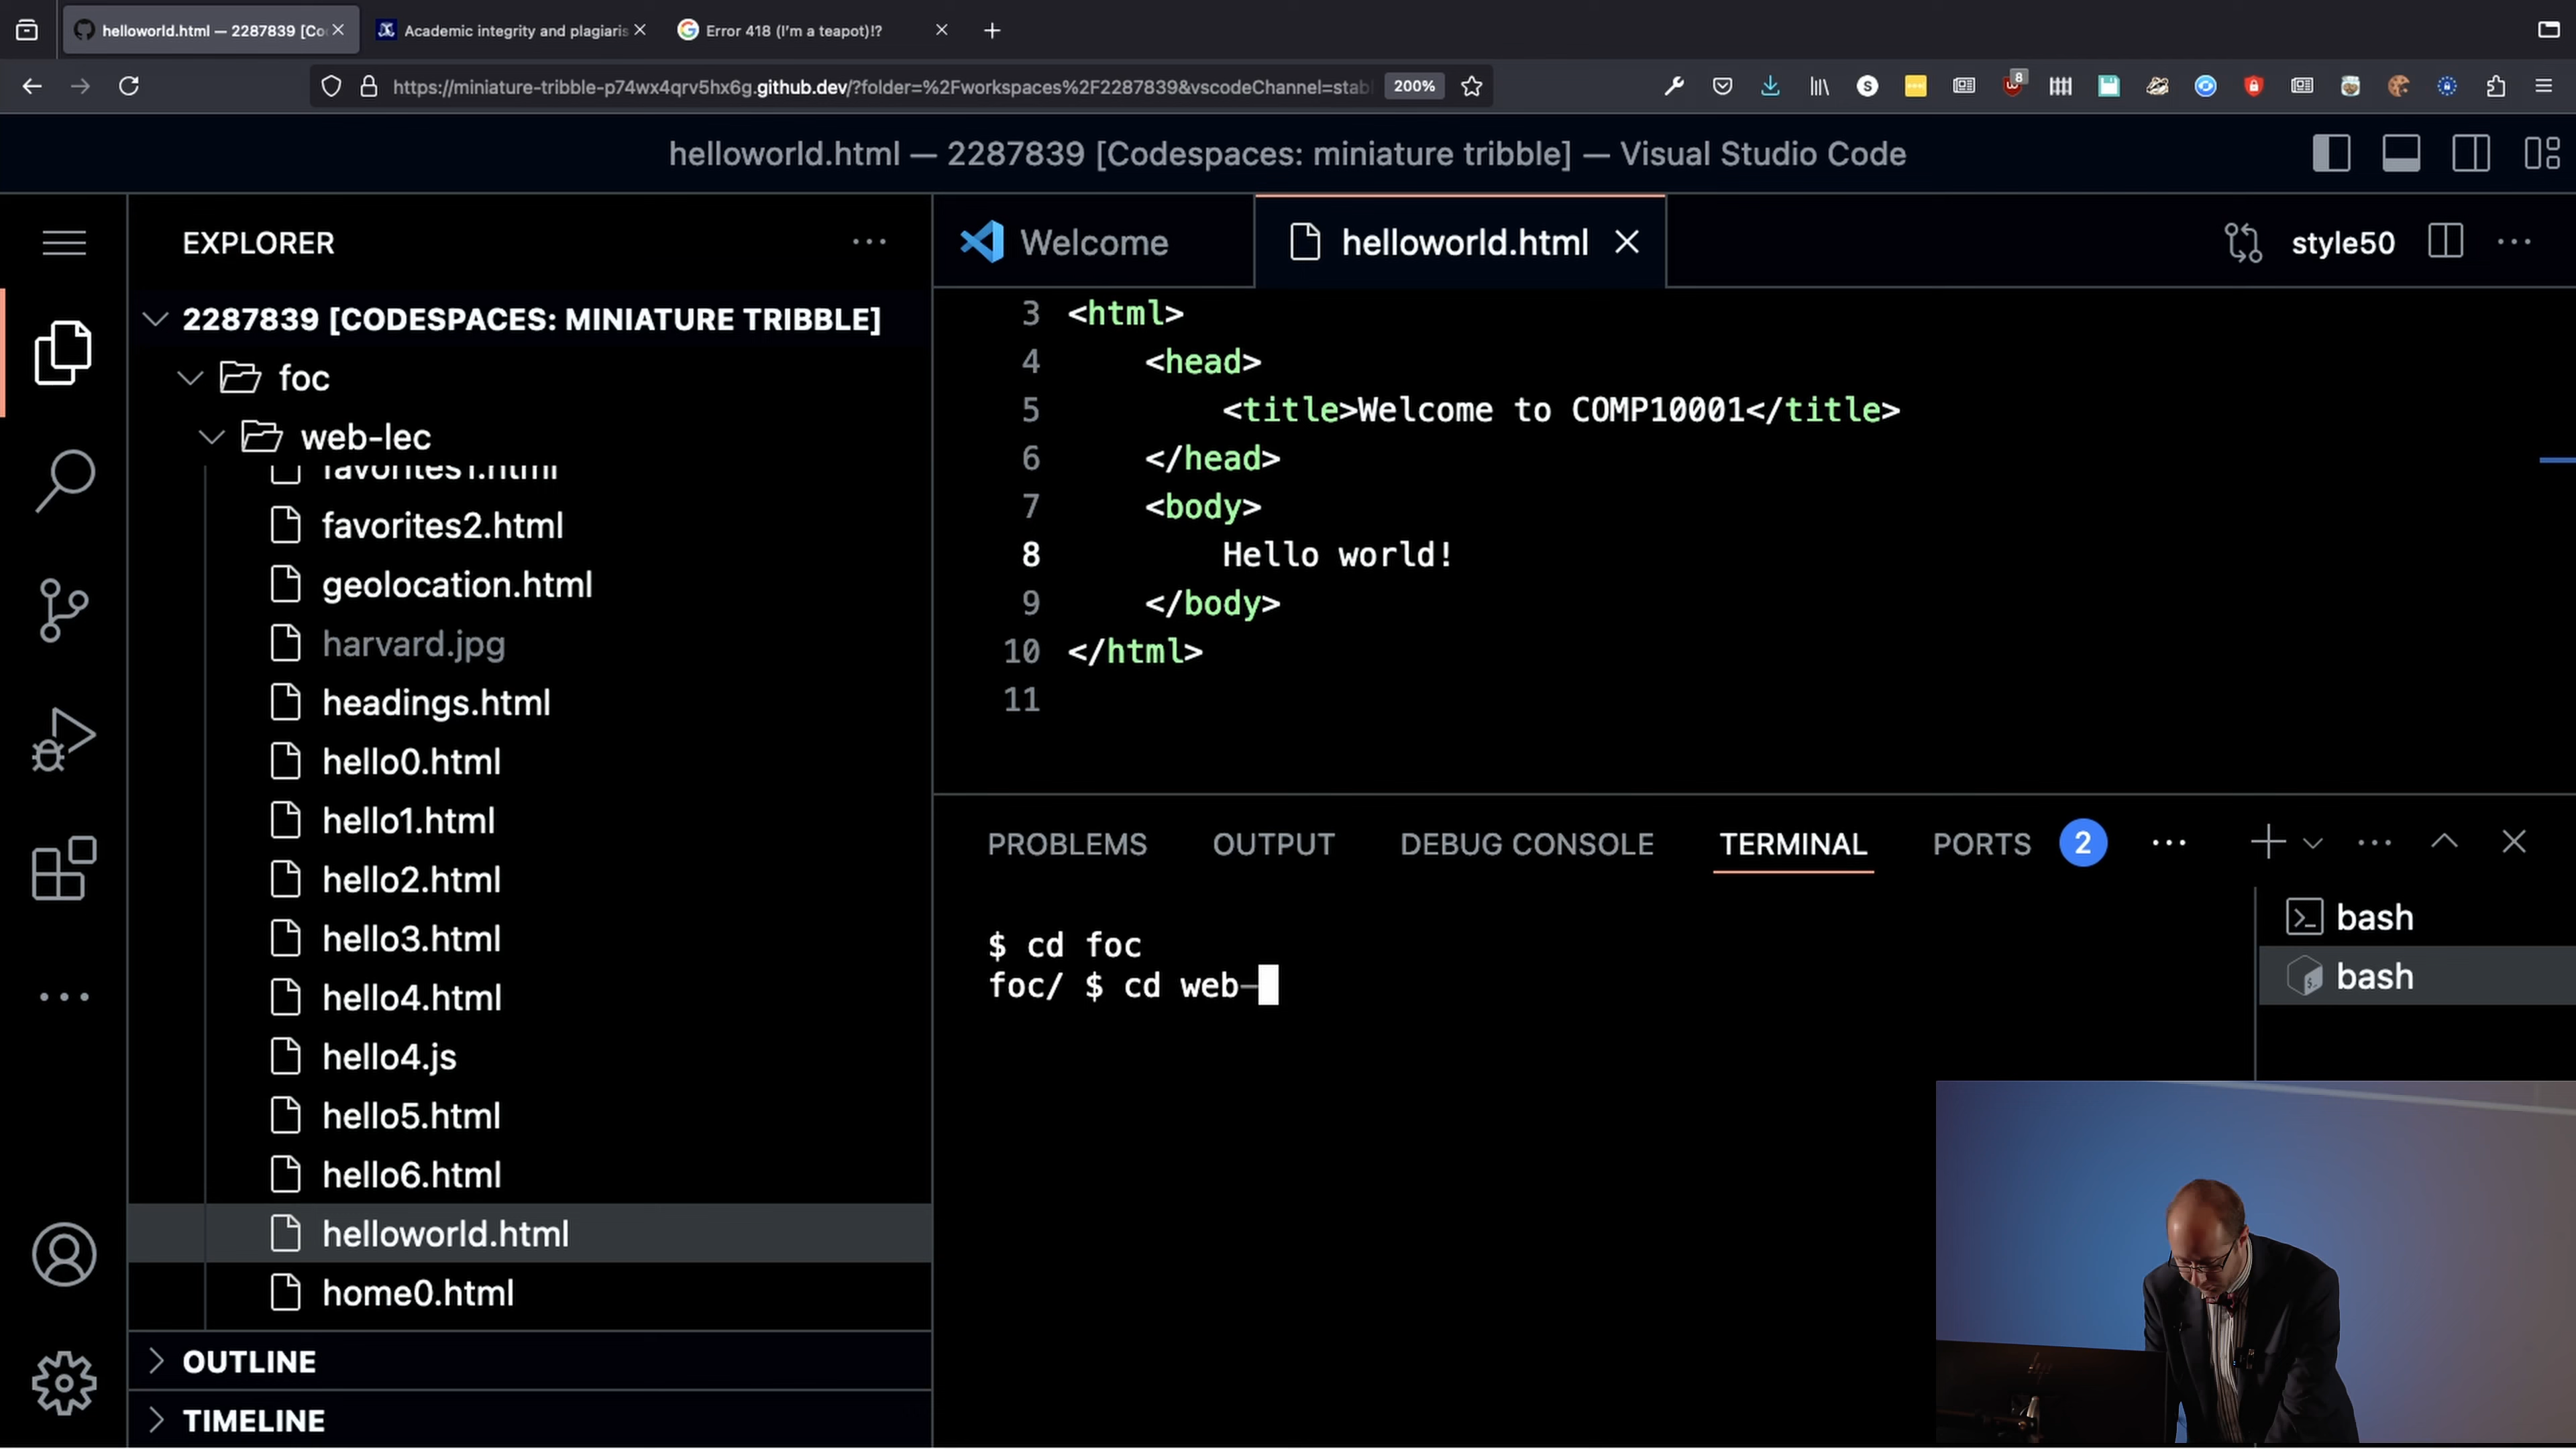 helloworld.html — 2287839 [Co
Academic integrity and plagiaris
Error 418 (I'm a teapot)!?
https://miniature-tribble-p74wx4qrv5hx6g.github.dev/?folder=%2Fworkspaces%2F2287839&vscodeChannel=stabl
200%
8
helloworld.html — 2287839 [Codespaces: miniature tribble] — Visual Studio Code
EXPLORER
2287839 [CODESPACES: MINIATURE TRIBBLE]
foc
web-lec
favorites1.html
favorites2.html
geolocation.html
harvard.jpg
headings.html
hello0.html
hello1.html
hello2.html
hello3.html
hello4.html
hello4.js
hello5.html
hello6.html
helloworld.html
home0.html
OUTLINE
TIMELINE
Welcome
helloworld.html
style50
3 <html>
4 <head>
5 <title>Welcome to COMP10001</title>
6 </head>
7 <body>
8 Hello world!
9 </body>
10 </html>
11
PROBLEMS OUTPUT DEBUG CONSOLE TERMINAL PORTS 2
$ cd foc
foc/ $ cd web-
bash
bash